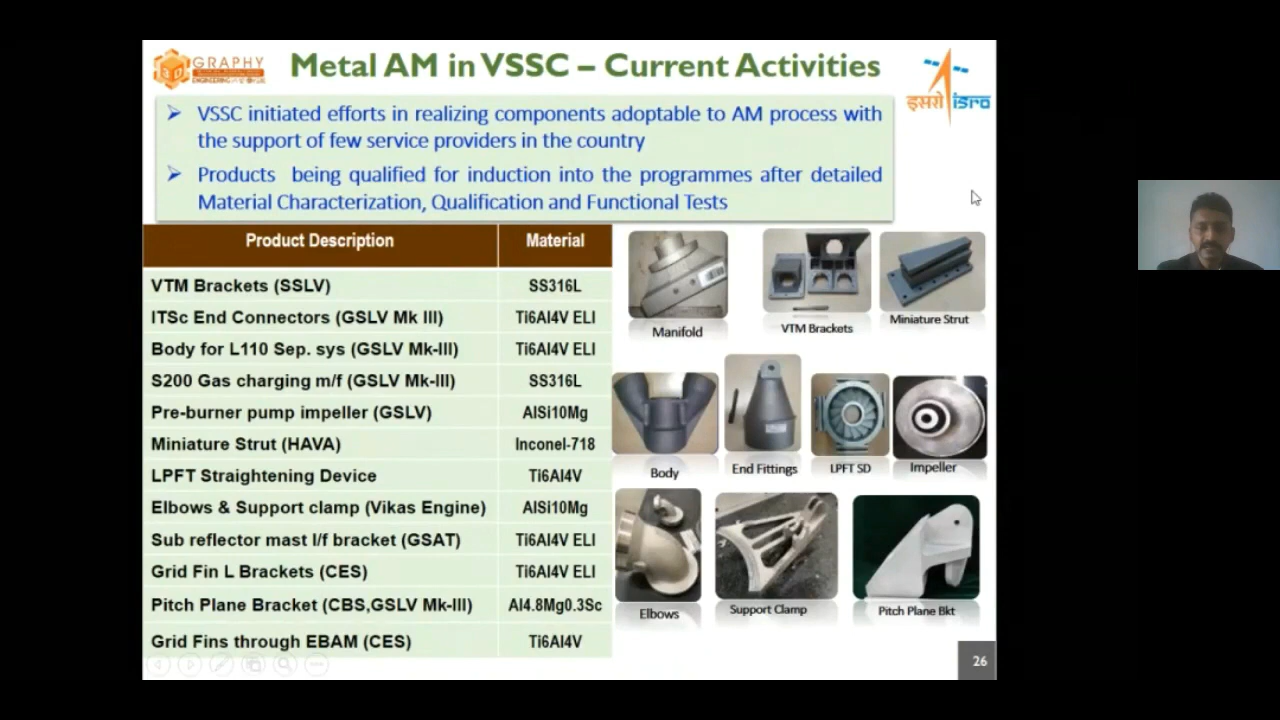 3D GRAPHY
Metal AM in VSSC – Current Activities
इसरो isro
➤ VSSC initiated efforts in realizing components adoptable to AM process with
the support of few service providers in the country
➤ Products being qualified for induction into the programmes after detailed
Material Characterization, Qualification and Functional Tests
Product Description Material
VTM Brackets (SSLV) SS316L
ITSc End Connectors (GSLV Mk III) Ti6Al4V ELI
Body for L110 Sep. sys (GSLV Mk-III) Ti6Al4V ELI
S200 Gas charging m/f (GSLV Mk-III) SS316L
Pre-burner pump impeller (GSLV) AlSi10Mg
Miniature Strut (HAVA) Inconel-718
LPFT Straightening Device Ti6Al4V
Elbows & Support clamp (Vikas Engine) AlSi10Mg
Sub reflector mast I/f bracket (GSAT) Ti6Al4V ELI
Grid Fin L Brackets (CES) Ti6Al4V ELI
Pitch Plane Bracket (CBS,GSLV Mk-III) Al4.8Mg0.3Sc
Grid Fins through EBAM (CES) Ti6Al4V
Manifold
VTM Brackets
Miniature Strut
Body
End Fittings
LPFT SD
Impeller
Elbows
Support Clamp
Pitch Plane Bkt
26